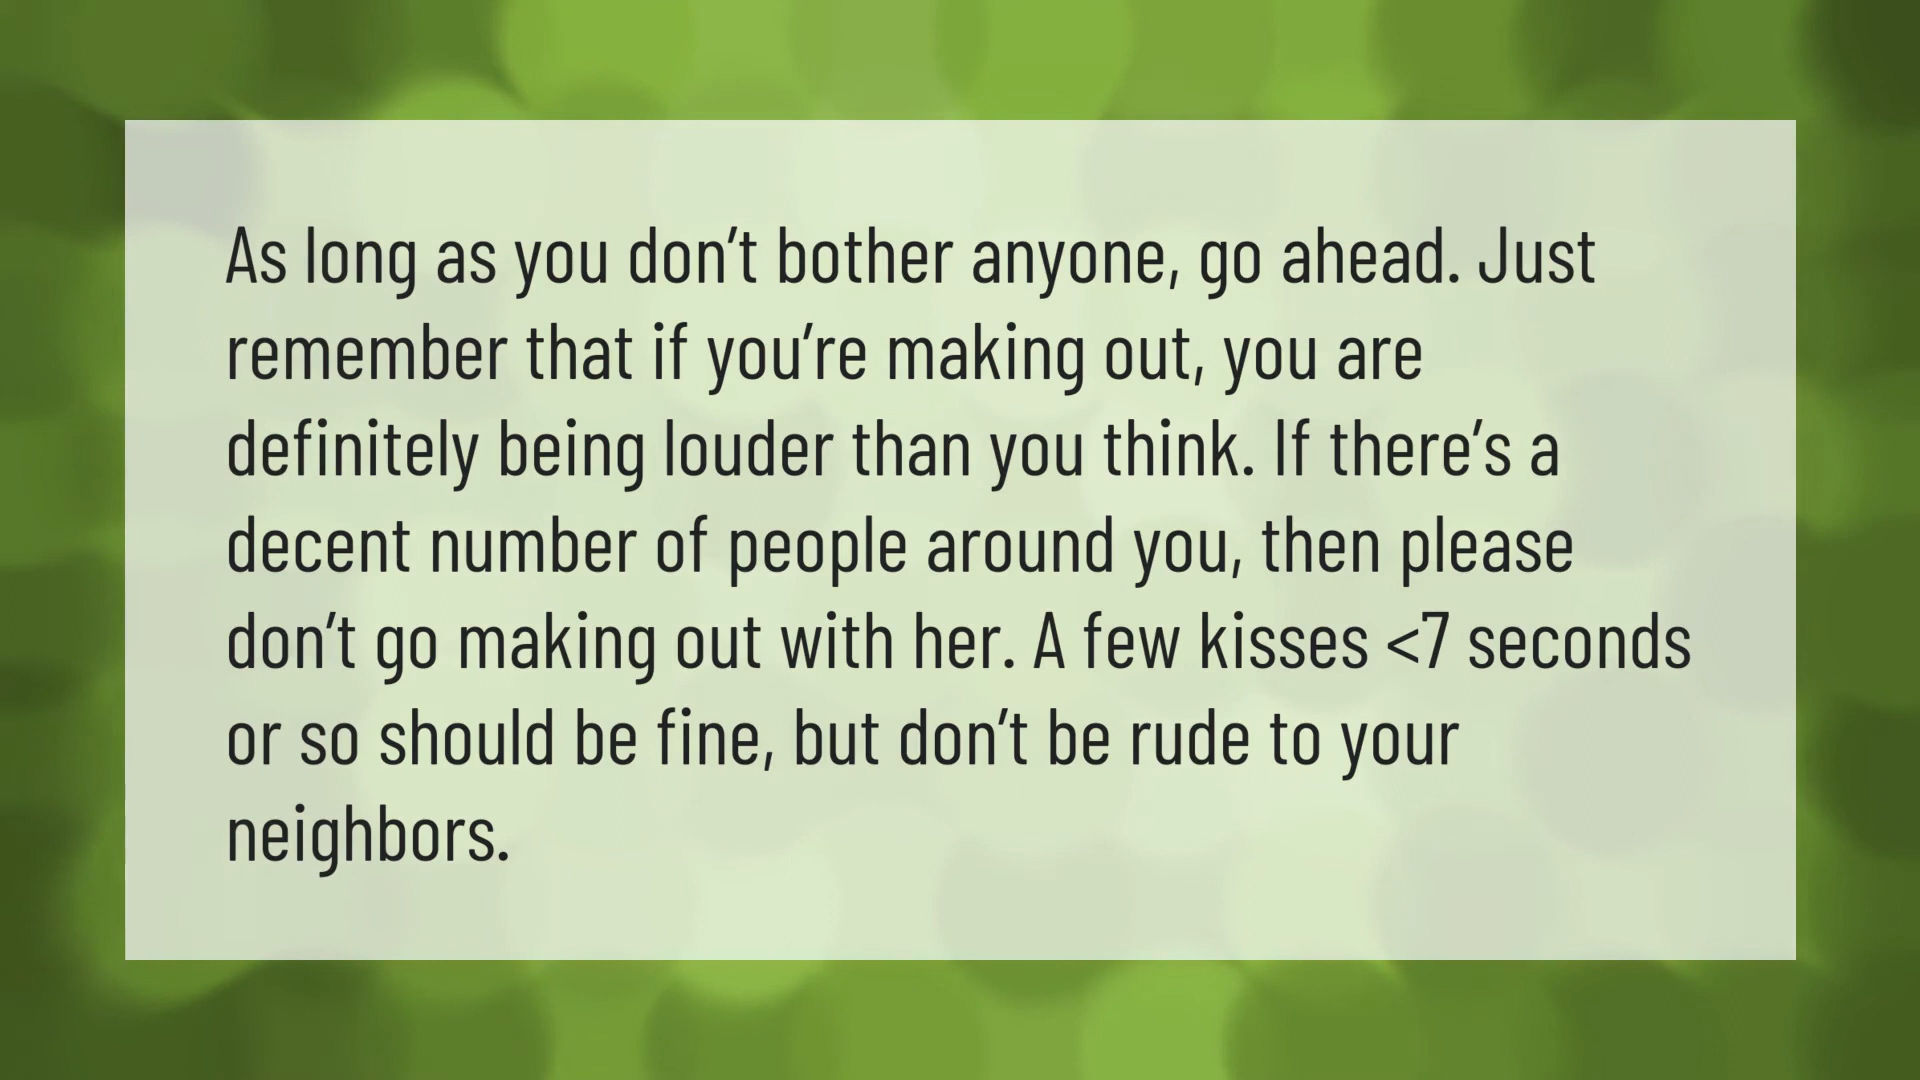 As long as you don’t bother anyone, go ahead. Just
remember that if you’re making out, you are
definitely being louder than you think. If there’s a
decent number of people around you, then please
don’t go making out with her. A few kisses <7 seconds
or so should be fine, but don’t be rude to your
neighbors.